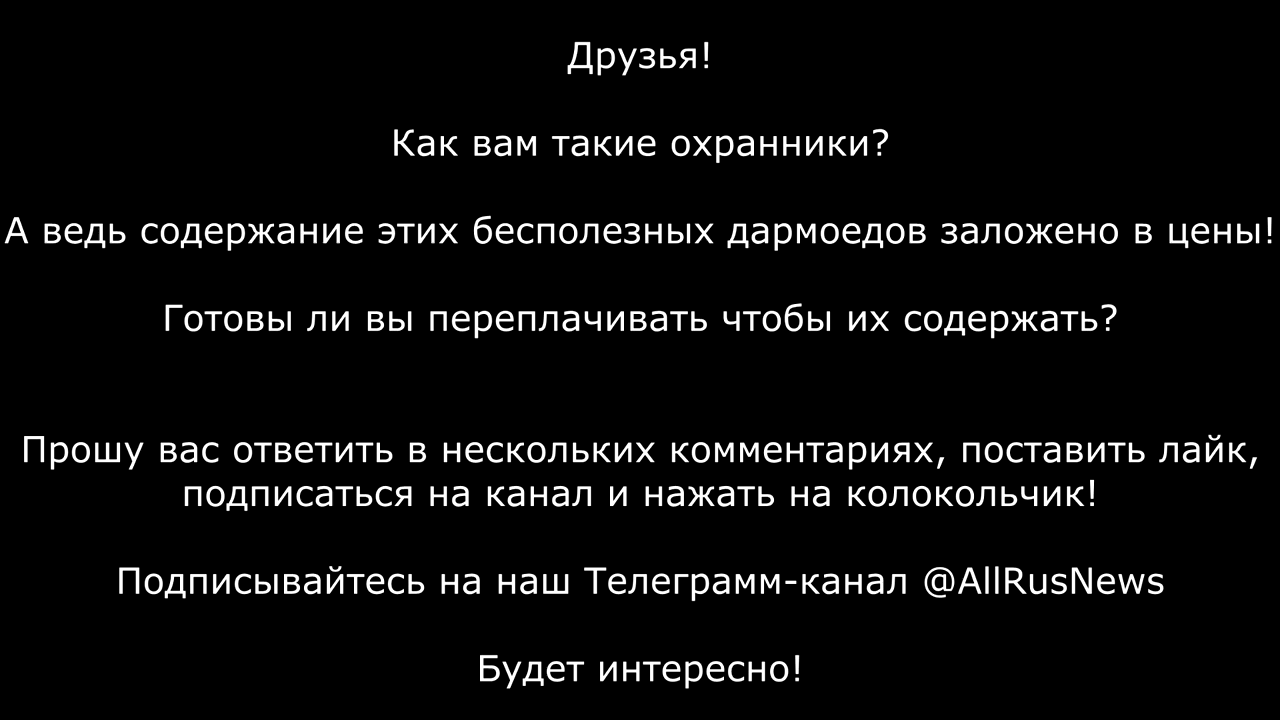 Друзья!
Как вам такие охранники?
А ведь содержание этих бесполезных дармоедов заложено в цены!
Готовы ли вы переплачивать чтобы их содержать?
Прошу вас ответить в нескольких комментариях, поставить лайк,
подписаться на канал и нажать на колокольчик!
Подписывайтесь на наш Телеграмм-канал @AllRusNews
Будет интересно!